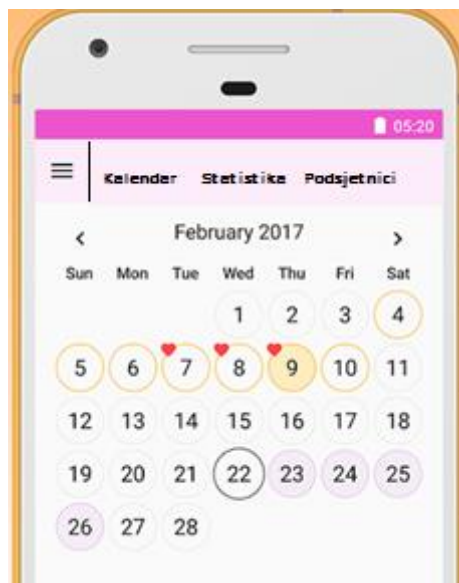 05:20
Kalendar Statistika Podsjetnici
February 2017
Sun Mon Tue Wed Thu Fri Sat
1 2 3 4
5 6 7 8 9 10 11
12 13 14 15 16 17 18
19 20 21 22 23 24 25
26 27 28